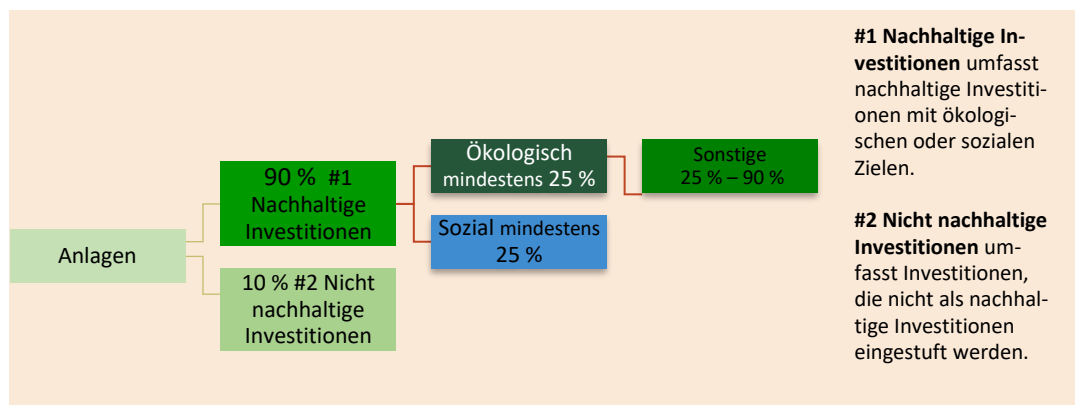 Anlagen
90 % #1
Nachhaltige
Investitionen
10 % #2 Nicht
nachhaltige
Investitionen
Ökologisch
mindestens 25 %
Sozial mindestens
25 %
Sonstige
25 % – 90 %
#1 Nachhaltige In-
vestitionen umfasst
nachhaltige Investiti-
onen mit ökologi-
schen oder sozialen
Zielen.
#2 Nicht nachhaltige
Investitionen um-
fasst Investitionen,
die nicht als nachhal-
tige Investitionen
eingestuft werden.